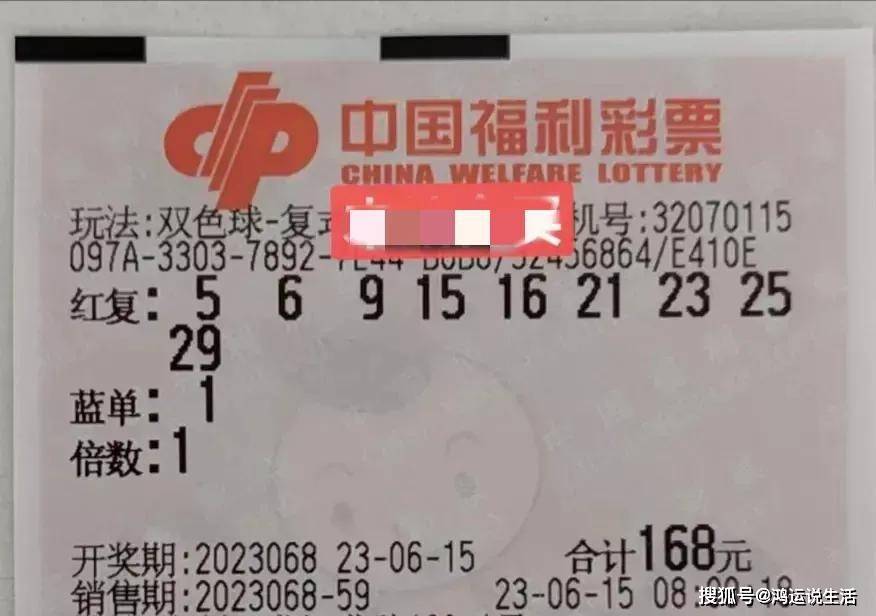 中国福利彩票
CHINA WELFARE LOTTERY
玩法:双色球-复式 机号:32070115
097A-3303-7892- /52456864/E410E
红复: 5 6 9 15 16 21 23 25
29
蓝单: 1
倍数:1
开奖期:2023068 23-06-15 合计168元
销售期:2023068-59 23-06-15
搜狐号@鸿运说生活